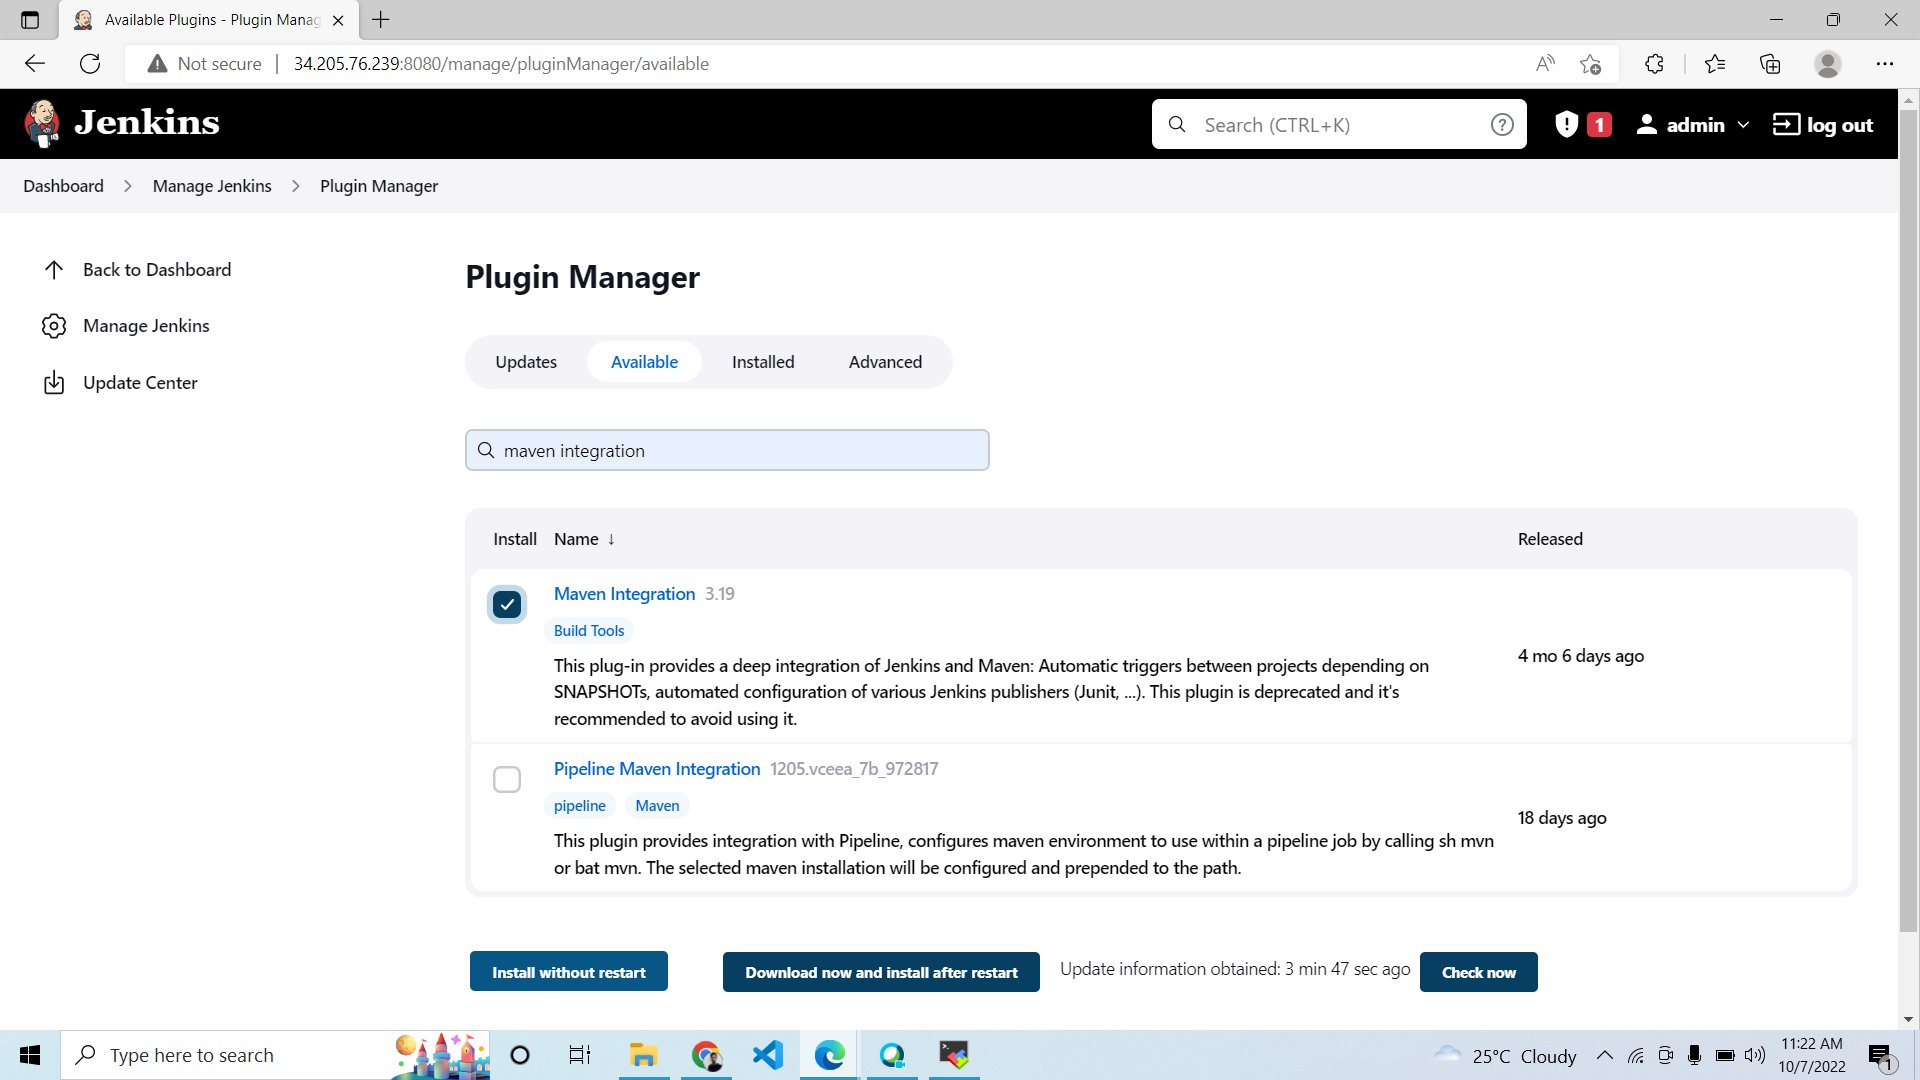 Available Plugins - Plugin Manag
Not secure
34.205.76.239:8080/manage/pluginManager/available
Jenkins
Search (CTRL+K)
1
admin
log out
Dashboard
Manage Jenkins
Plugin Manager
Back to Dashboard
Manage Jenkins
Update Center
Plugin Manager
Updates
Available
Installed
Advanced
maven integration
Install Name ↓ Released
Maven Integration 3.19
Build Tools
This plug-in provides a deep integration of Jenkins and Maven: Automatic triggers between projects depending on
SNAPSHOTs, automated configuration of various Jenkins publishers (Junit, ...). This plugin is deprecated and it's
recommended to avoid using it.
4 mo 6 days ago
Pipeline Maven Integration 1205.vceea_7b_972817
pipeline Maven
This plugin provides integration with Pipeline, configures maven environment to use within a pipeline job by calling sh mvn
or bat mvn. The selected maven installation will be configured and prepended to the path.
18 days ago
Install without restart
Download now and install after restart
Update information obtained: 3 min 47 sec ago
Check now
Type here to search
25°C Cloudy
11:22 AM
10/7/2022
1